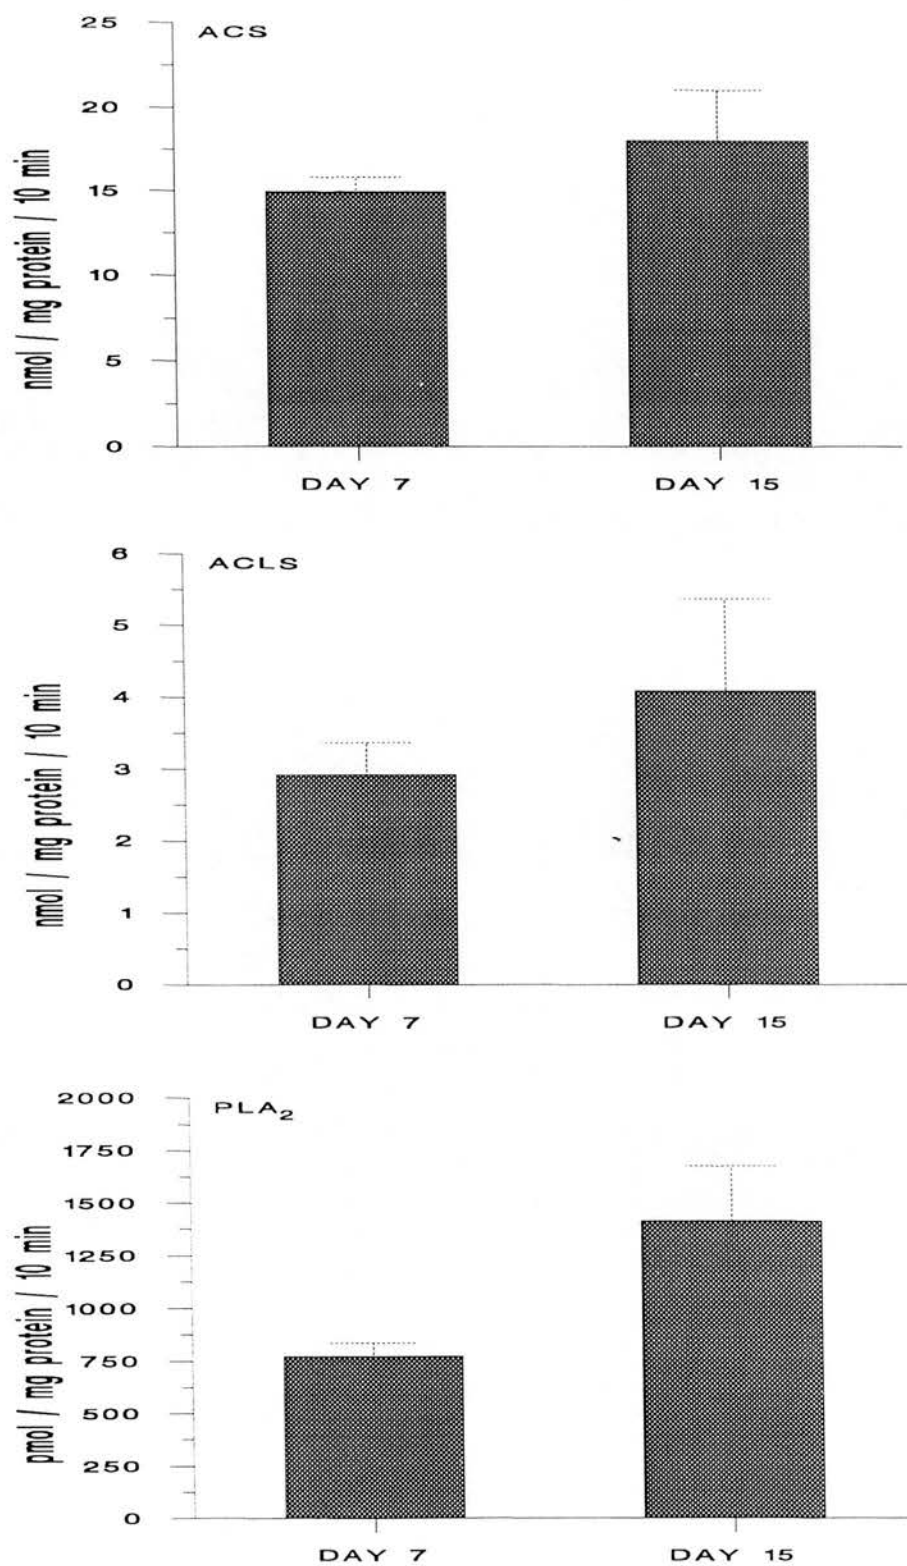 ACS
25
20
15
10
5
0
nmol / mg protein / 10 min
DAY 7 DAY 15
ACLS
6
5
4
3
2
1
0
nmol / mg protein / 10 min
DAY 7 DAY 15
PLA₂
2000
1750
1500
1250
1000
750
500
250
0
pmol / mg protein / 10 min
DAY 7 DAY 15